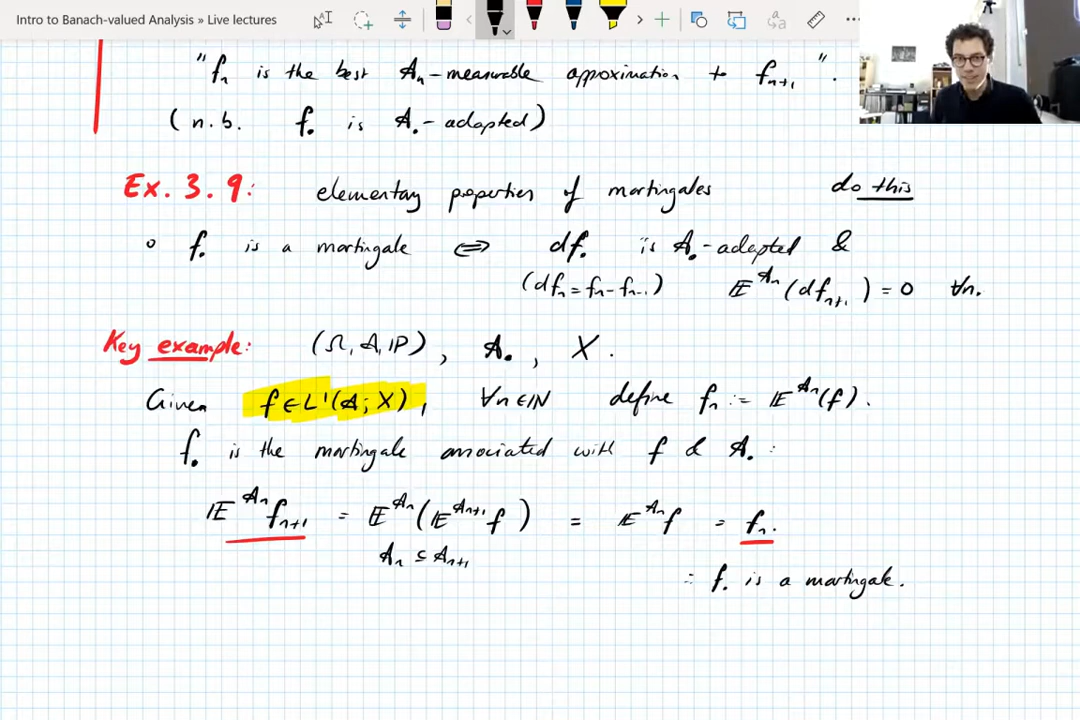 Intro to Banach-valued Analysis » Live lectures
"fₙ is the best 𝒜ₙ-measurable approximation to fₙ₊₁".
(n.b. f. is 𝒜.-adapted)
Ex. 3.9: elementary properties of martingales do this
∘ f. is a martingale ⟺ df. is 𝒜.-adapted &
(dfₙ = fₙ - fₙ₋₁) 𝔼^𝒜ₙ(dfₙ₊₁) = 0 ∀n.
Key example: (Ω, 𝒜, ℙ), 𝒜., X.
Given f ∈ L¹(𝒜; X), ∀n ∈ ℕ define fₙ := 𝔼^𝒜ₙ(f).
f. is the martingale associated with f & 𝒜. :
𝔼^𝒜ₙ fₙ₊₁ = 𝔼^𝒜ₙ(𝔼^𝒜ₙ₊₁ f) = 𝔼^𝒜ₙ f = fₙ.
𝒜ₙ ⊆ 𝒜ₙ₊₁
∴ f. is a martingale.